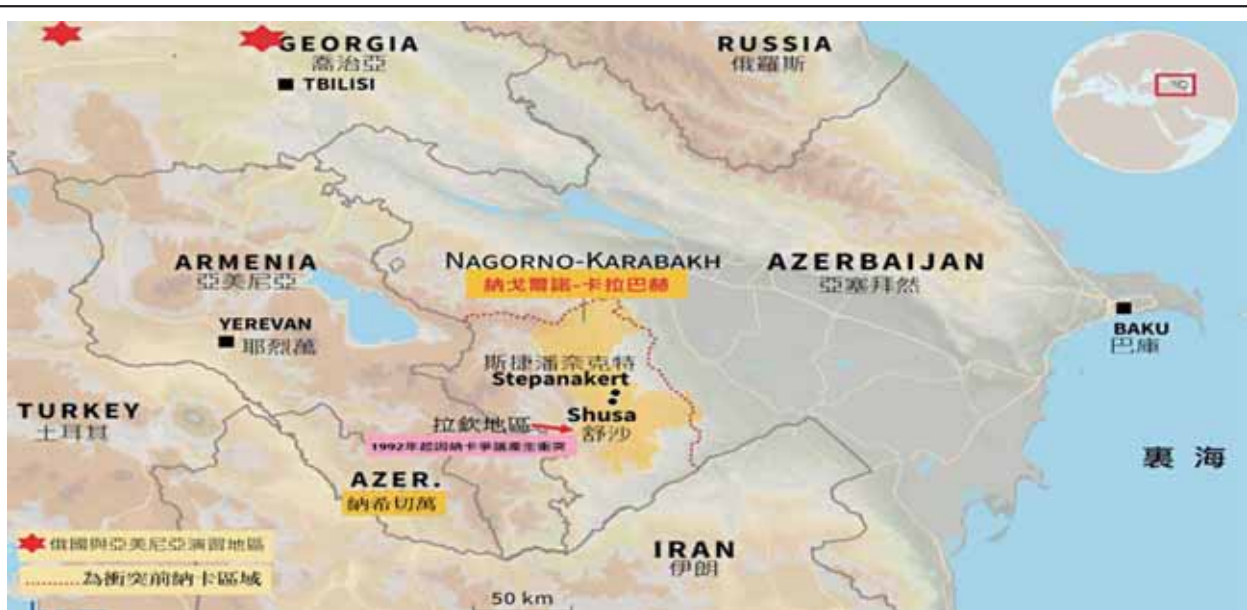 GEORGIA
喬治亞
TBILISI
RUSSIA
俄羅斯
ARMENIA
亞美尼亞
YEREVAN
耶烈萬
NAGORNO-KARABAKH
納戈爾諾-卡拉巴赫
AZERBAIJAN
亞塞拜然
BAKU
巴庫
斯捷潘奈克特
Stepanakert
Shusa
舒沙
拉欽地區
1992年起因納卡爭議產生衝突
TURKEY
土耳其
AZER.
納希切萬
裏海
IRAN
伊朗
俄國與亞美尼亞演習地區
為衝突前納卡區域
50 km